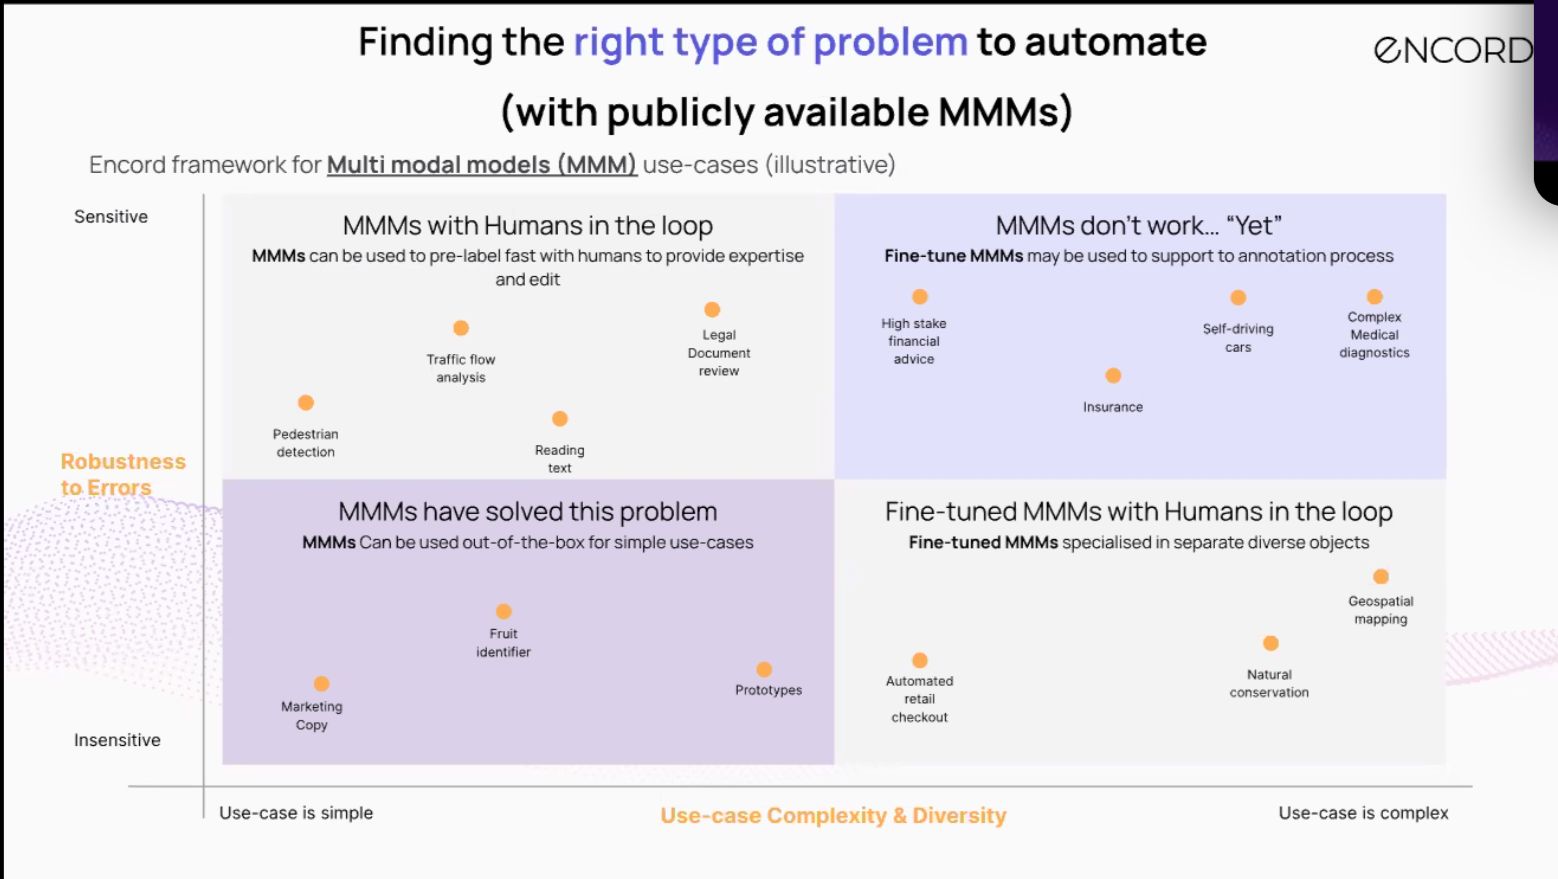 Finding the right type of problem to automate
(with publicly available MMMs)
ENCORD
Encord framework for Multi modal models (MMM) use-cases (illustrative)
Sensitive
MMMs with Humans in the loop
MMMs can be used to pre-label fast with humans to provide expertise
and edit
Traffic flow
analysis
Legal
Document
review
Pedestrian
detection
Reading
text
MMMs don't work... “Yet”
Fine-tune MMMs may be used to support to annotation process
High stake
financial
advice
Self-driving
cars
Complex
Medical
diagnostics
Insurance
Robustness
to Errors
MMMs have solved this problem
MMMs Can be used out-of-the-box for simple use-cases
Fruit
identifier
Marketing
Copy
Prototypes
Fine-tuned MMMs with Humans in the loop
Fine-tuned MMMs specialised in separate diverse objects
Geospatial
mapping
Automated
retail
checkout
Natural
conservation
Insensitive
Use-case is simple
Use-case Complexity & Diversity
Use-case is complex